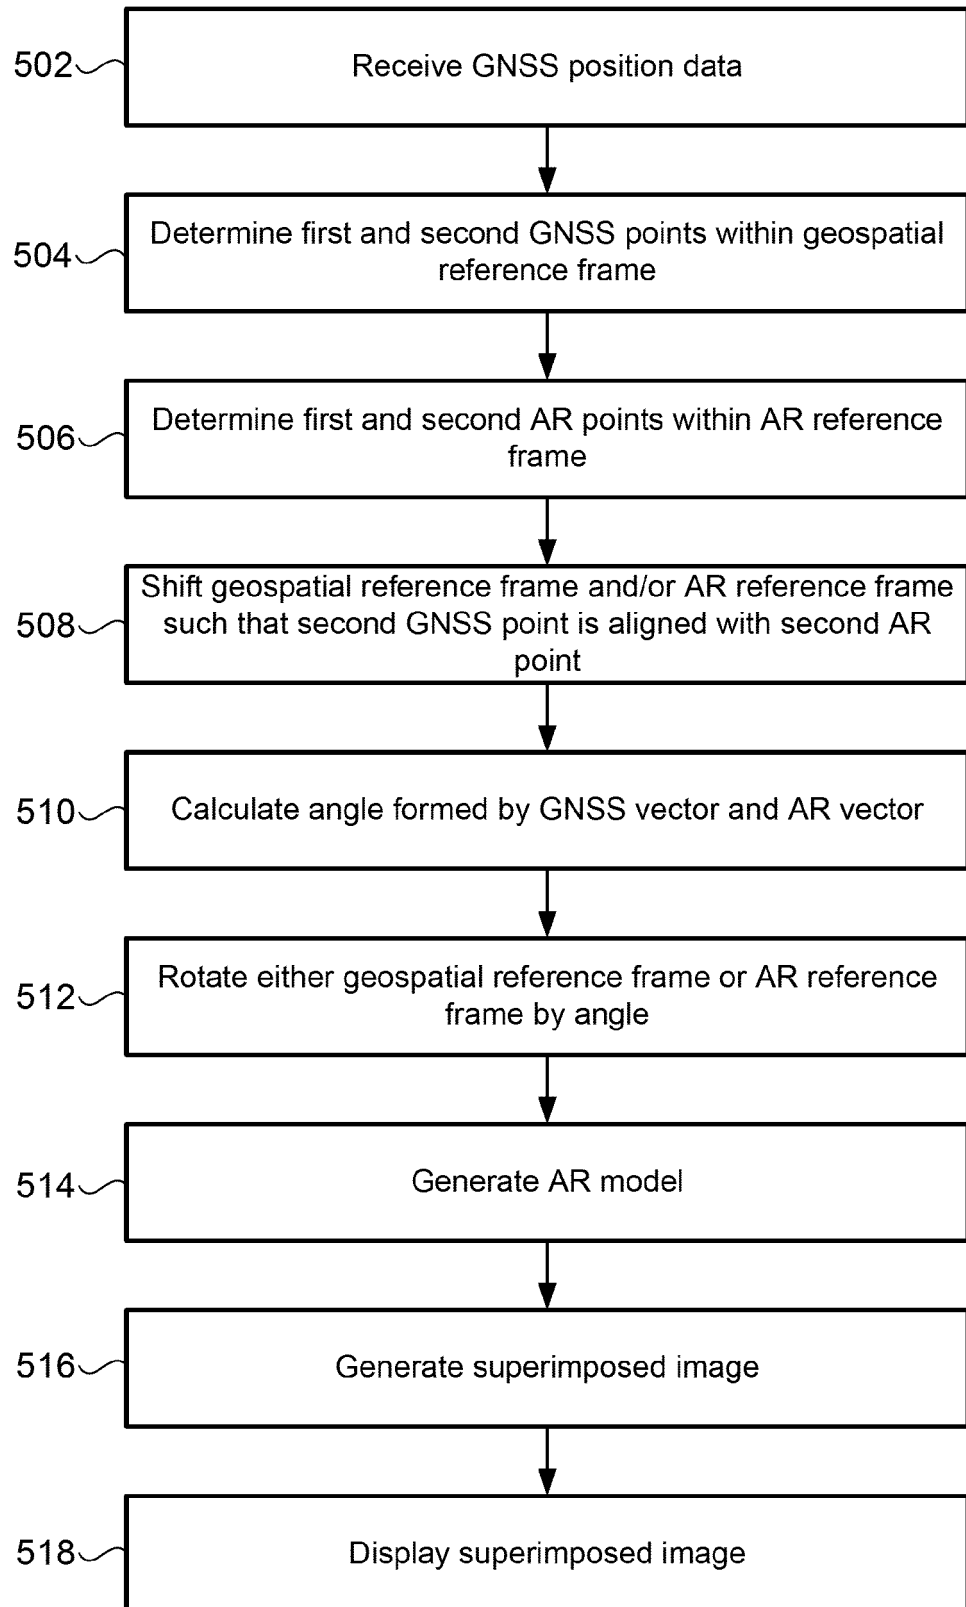 502
Receive GNSS position data
504
Determine first and second GNSS points within geospatial
reference frame
506
Determine first and second AR points within AR reference
frame
508
Shift geospatial reference frame and/or AR reference frame
such that second GNSS point is aligned with second AR
point
510
Calculate angle formed by GNSS vector and AR vector
512
Rotate either geospatial reference frame or AR reference
frame by angle
514
Generate AR model
516
Generate superimposed image
518
Display superimposed image